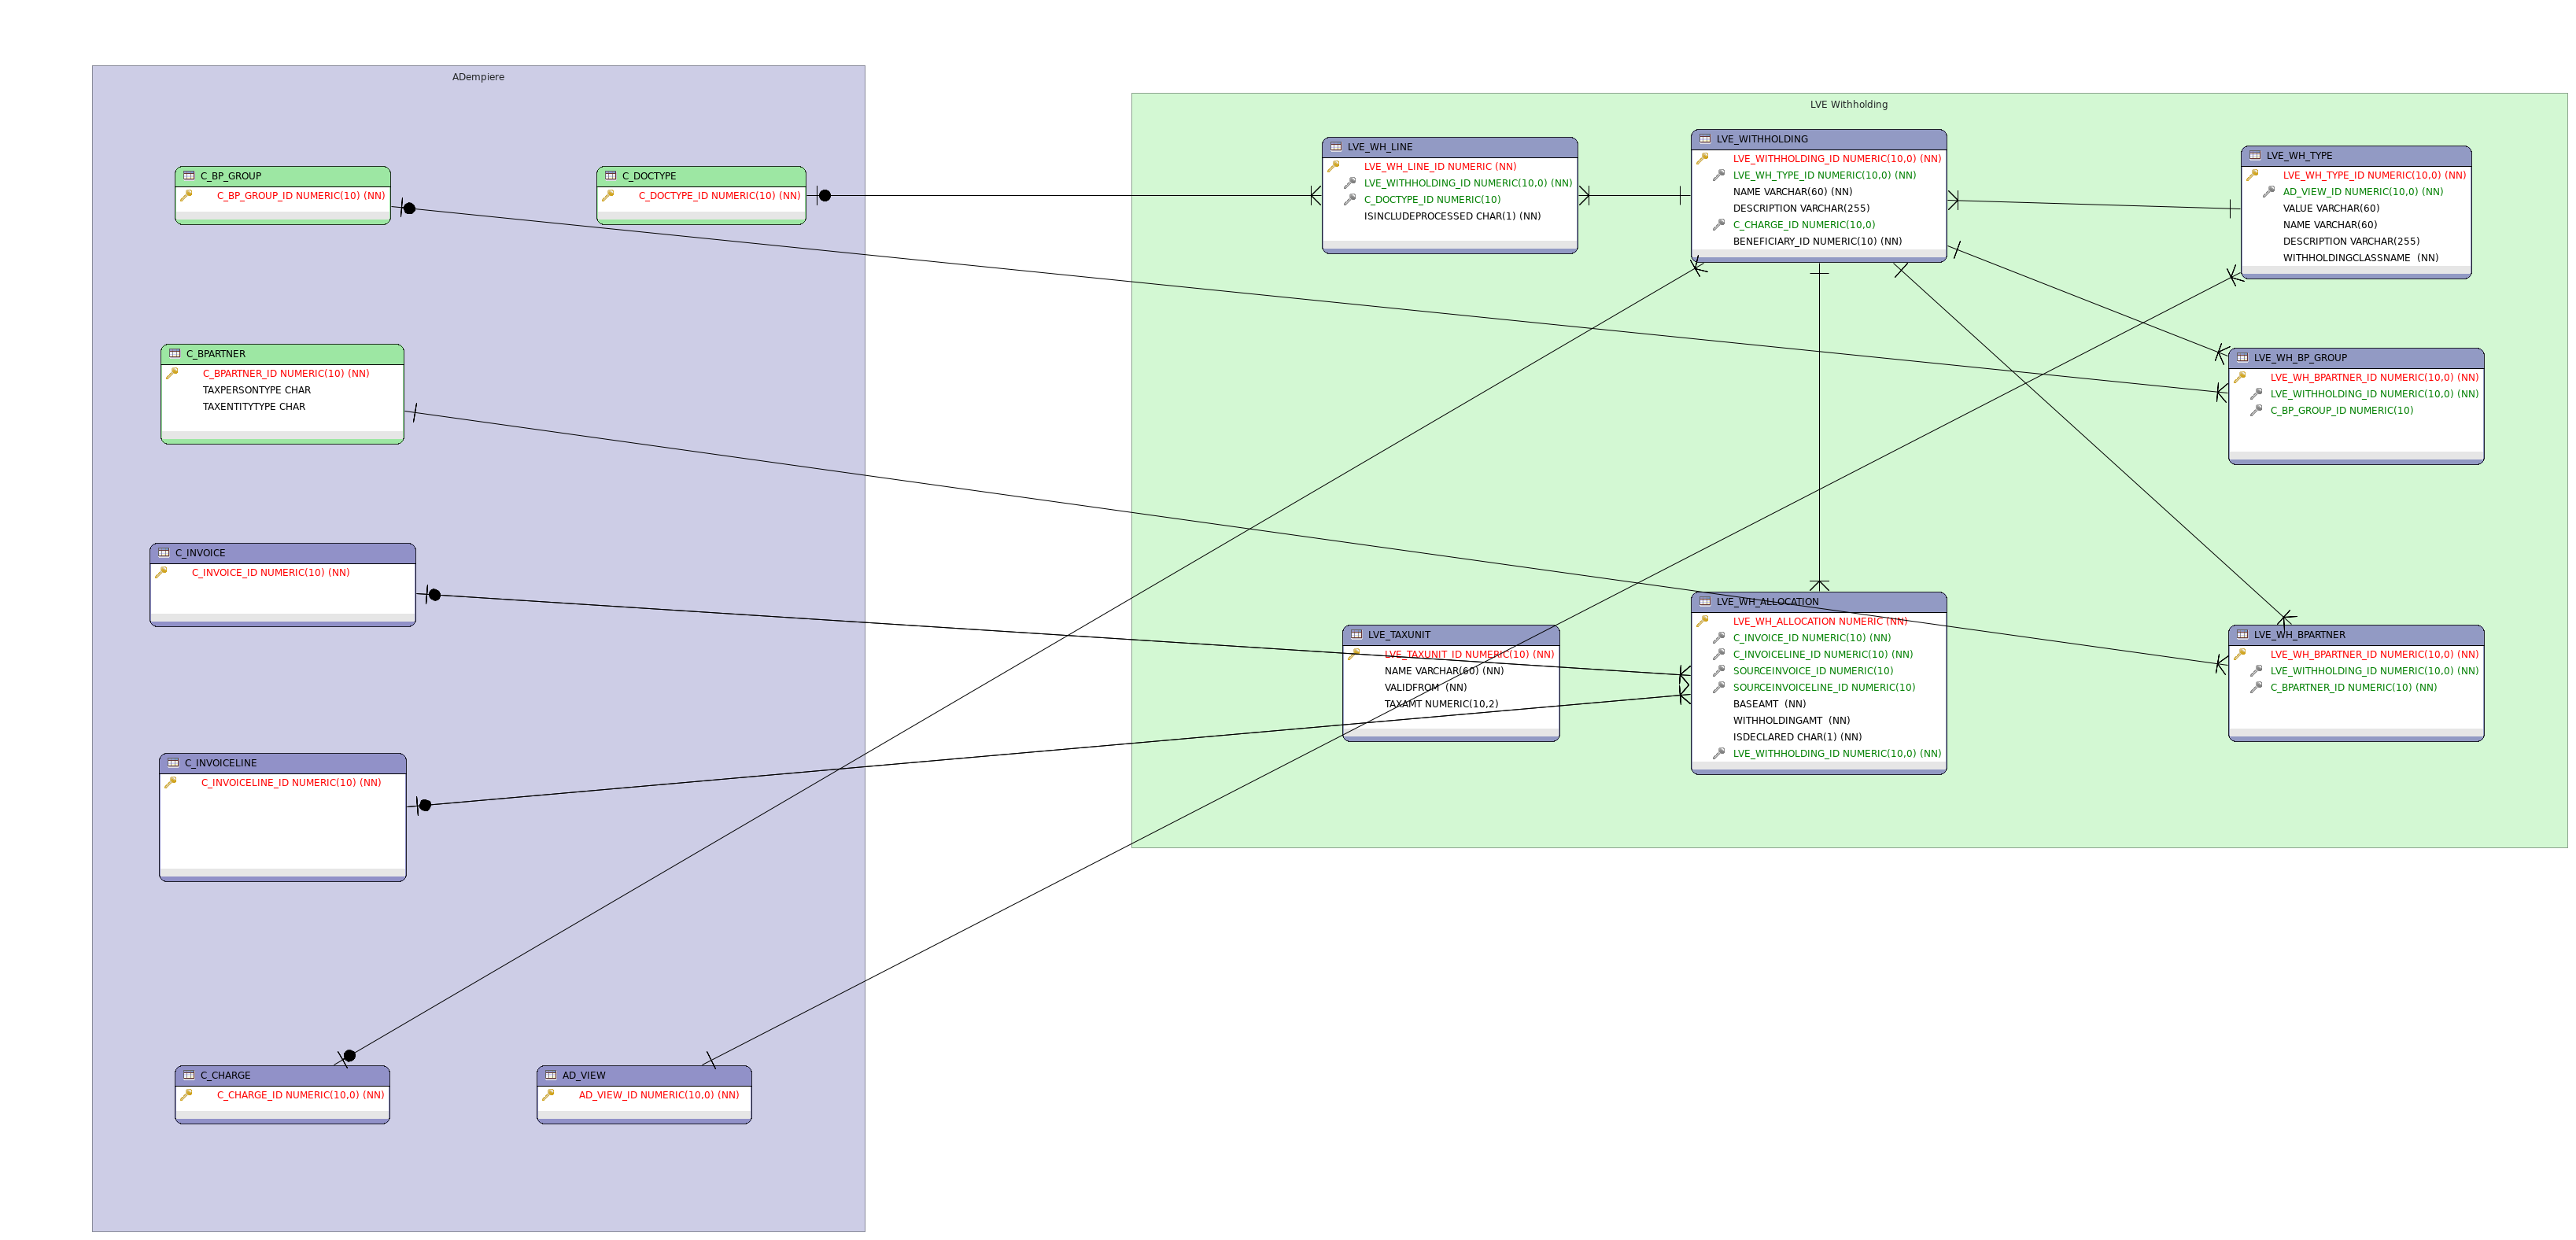 ADempiere
C_BP_GROUP
C_BP_GROUP_ID NUMERIC(10) (NN)
C_DOCTYPE
C_DOCTYPE_ID NUMERIC(10) (NN)
C_BPARTNER
C_BPARTNER_ID NUMERIC(10) (NN)
TAXPERSONTYPE CHAR
TAXENTITYTYPE CHAR
C_INVOICE
C_INVOICE_ID NUMERIC(10) (NN)
C_INVOICELINE
C_INVOICELINE_ID NUMERIC(10) (NN)
C_CHARGE
C_CHARGE_ID NUMERIC(10,0) (NN)
AD_VIEW
AD_VIEW_ID NUMERIC(10,0) (NN)
LVE Withholding
LVE_WH_LINE
LVE_WH_LINE_ID NUMERIC (NN)
LVE_WITHHOLDING_ID NUMERIC(10,0) (NN)
C_DOCTYPE_ID NUMERIC(10)
ISINCLUDEPROCESSED CHAR(1) (NN)
LVE_WITHHOLDING
LVE_WITHHOLDING_ID NUMERIC(10,0) (NN)
LVE_WH_TYPE_ID NUMERIC(10,0) (NN)
NAME VARCHAR(60) (NN)
DESCRIPTION VARCHAR(255)
C_CHARGE_ID NUMERIC(10,0)
BENEFICIARY_ID NUMERIC(10) (NN)
LVE_WH_TYPE
LVE_WH_TYPE_ID NUMERIC(10,0) (NN)
AD_VIEW_ID NUMERIC(10,0) (NN)
VALUE VARCHAR(60)
NAME VARCHAR(60)
DESCRIPTION VARCHAR(255)
WITHHOLDINGCLASSNAME  (NN)
LVE_WH_BP_GROUP
LVE_WH_BPARTNER_ID NUMERIC(10,0) (NN)
LVE_WITHHOLDING_ID NUMERIC(10,0) (NN)
C_BP_GROUP_ID NUMERIC(10)
LVE_TAXUNIT
LVE_TAXUNIT_ID NUMERIC(10) (NN)
NAME VARCHAR(60) (NN)
VALIDFROM  (NN)
TAXAMT NUMERIC(10,2)
LVE_WH_ALLOCATION
LVE_WH_ALLOCATION NUMERIC (NN)
C_INVOICE_ID NUMERIC(10) (NN)
C_INVOICELINE_ID NUMERIC(10) (NN)
SOURCEINVOICE_ID NUMERIC(10)
SOURCEINVOICELINE_ID NUMERIC(10)
BASEAMT  (NN)
WITHHOLDINGAMT  (NN)
ISDECLARED CHAR(1) (NN)
LVE_WITHHOLDING_ID NUMERIC(10,0) (NN)
LVE_WH_BPARTNER
LVE_WH_BPARTNER_ID NUMERIC(10,0) (NN)
LVE_WITHHOLDING_ID NUMERIC(10,0) (NN)
C_BPARTNER_ID NUMERIC(10) (NN)